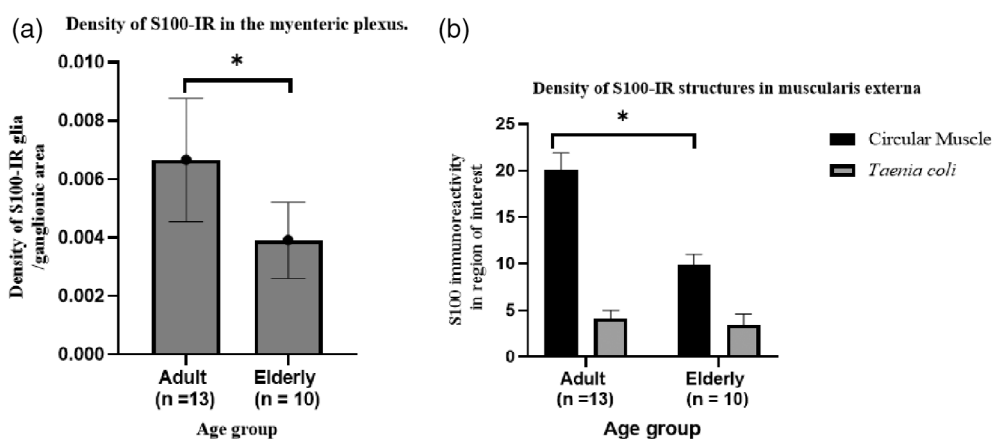 (a)
Density of S100-IR in the myenteric plexus.
*
0.010
0.008
0.006
0.004
0.002
0.000
Density of S100-IR glia
/ganglionic area
Adult
(n =13)
Elderly
(n = 10)
Age group
(b)
Density of S100-IR structures in muscularis externa
*
25
20
15
10
5
0
S100 immunoreactivity
in region of interest
Adult
(n =13)
Elderly
(n = 10)
Age group
Circular Muscle
Taenia coli